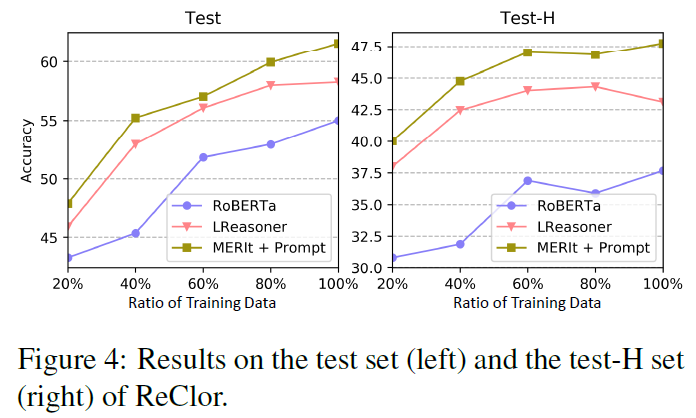 Test
Test-H
Accuracy
60
55
50
45
RoBERTa
LReasoner
MERIt + Prompt
20%
40%
60%
80%
100%
Ratio of Training Data
47.5
45.0
42.5
40.0
37.5
35.0
32.5
30.0
RoBERTa
LReasoner
MERIt + Prompt
20%
40%
60%
80%
100%
Ratio of Training Data
Figure 4: Results on the test set (left) and the test-H set
(right) of ReClor.